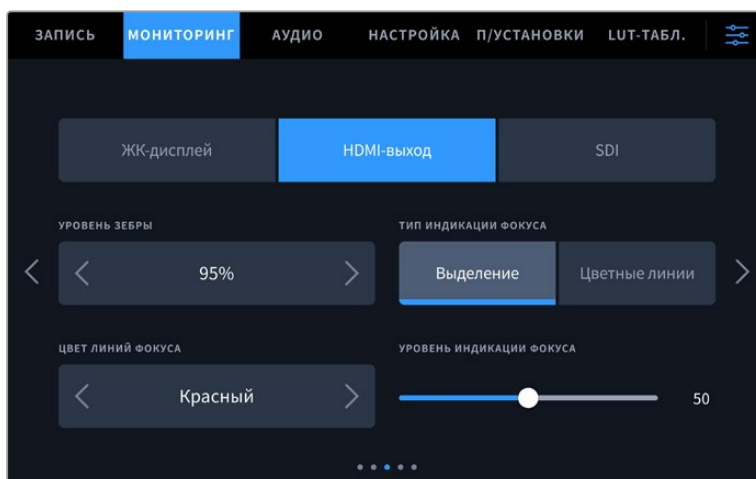 ЗАПИСЬ МОНИТОРИНГ АУДИО НАСТРОЙКА П/УСТАНОВКИ LUT-ТАБЛ.
ЖК-дисплей HDMI-выход SDI
УРОВЕНЬ ЗЕБРЫ ТИП ИНДИКАЦИИ ФОКУСА
95% Выделение Цветные линии
ЦВЕТ ЛИНИЙ ФОКУСА УРОВЕНЬ ИНДИКАЦИИ ФОКУСА
Красный 50